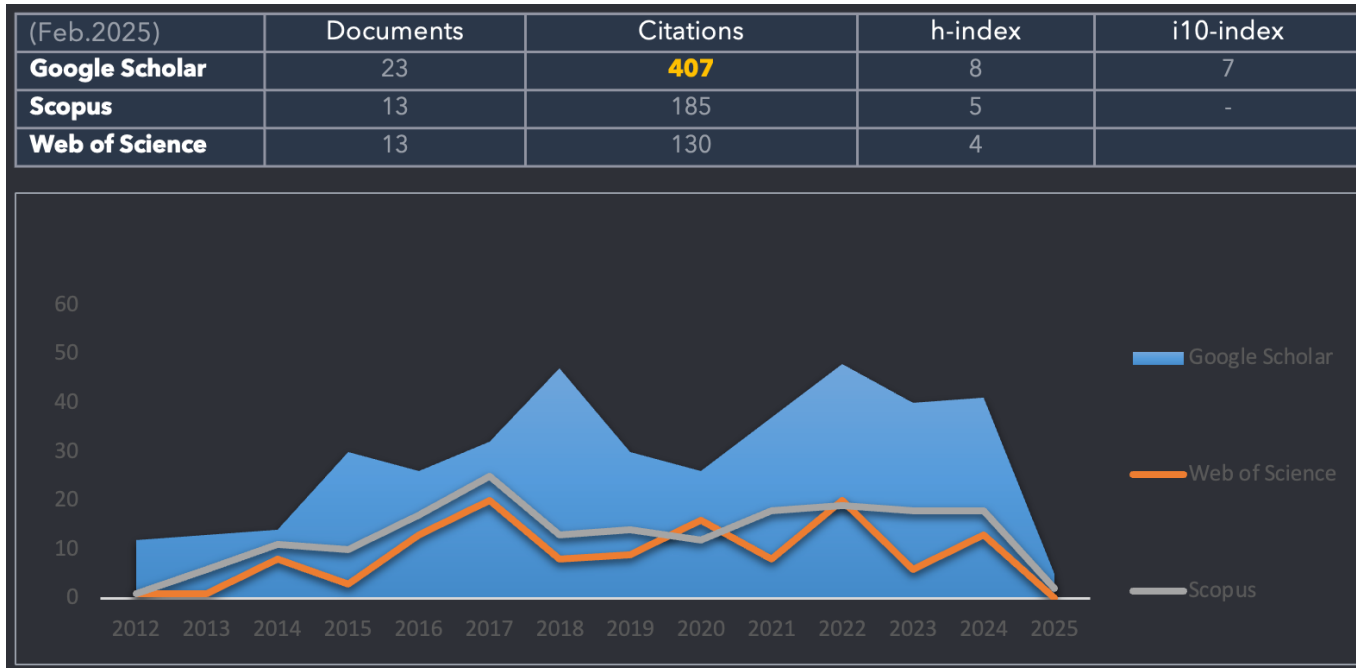 (Feb.2025) Documents Citations h-index i10-index
Google Scholar 23 407 8 7
Scopus 13 185 5 -
Web of Science 13 130 4
60
50
40
30
20
10
0
2012 2013 2014 2015 2016 2017 2018 2019 2020 2021 2022 2023 2024 2025
Google Scholar
Web of Science
Scopus